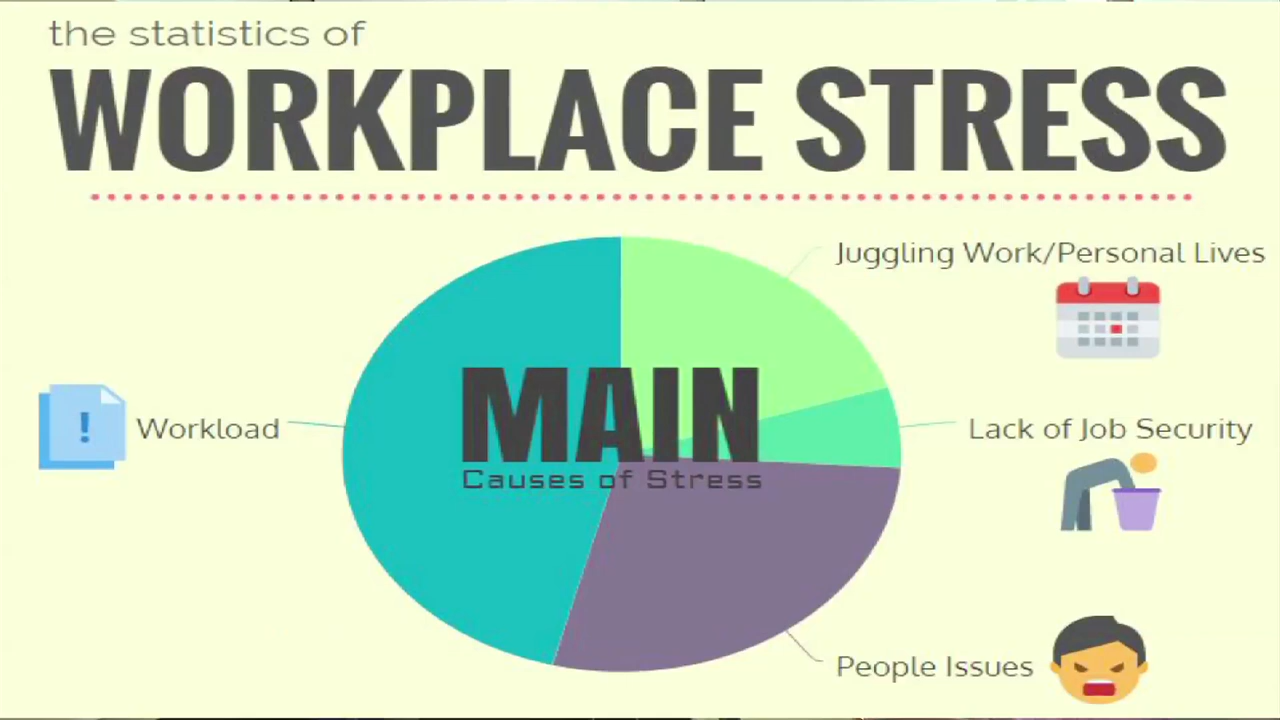 the statistics of
WORKPLACE STRESS
Juggling Work/Personal Lives
MAIN
Causes of Stress
! Workload
Lack of Job Security
People Issues